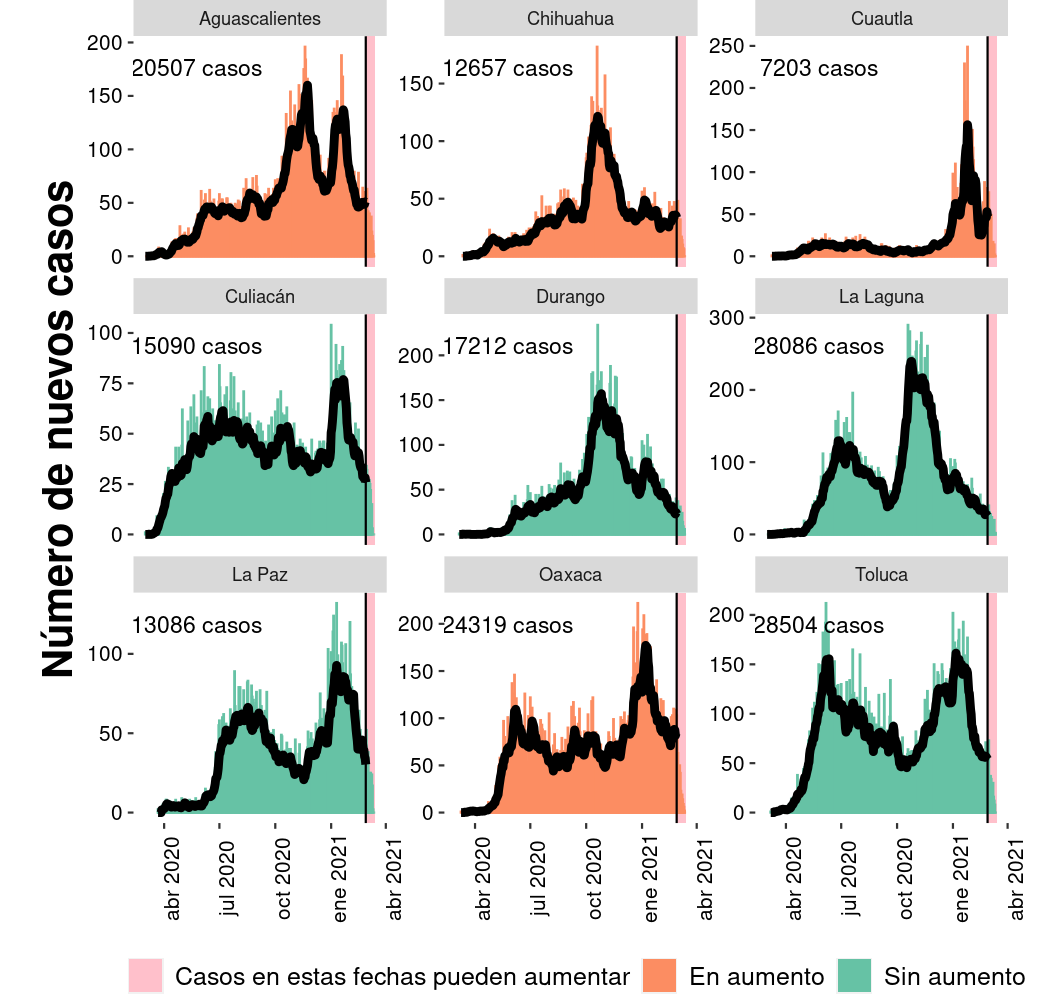 Número de nuevos casos
Aguascalientes
Chihuahua
Cuautla
200
150
100
50
0
20507 casos
150
100
50
0
12657 casos
250
200
150
100
50
0
7203 casos
Culiacán
Durango
La Laguna
100
75
50
25
0
15090 casos
200
150
100
50
0
17212 casos
300
200
100
0
28086 casos
La Paz
Oaxaca
Toluca
100
50
0
13086 casos
200
150
100
50
0
24319 casos
200
150
100
50
0
28504 casos
abr 2020
jul 2020
oct 2020
ene 2021
abr 2021
abr 2020
jul 2020
oct 2020
ene 2021
abr 2021
abr 2020
jul 2020
oct 2020
ene 2021
abr 2021
Casos en estas fechas pueden aumentar
En aumento
Sin aumento